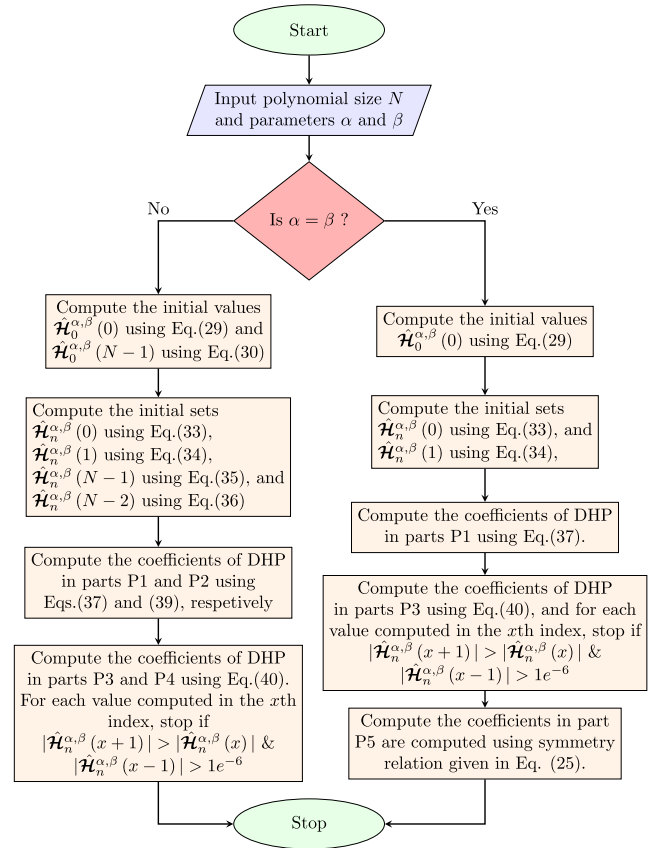 Start
Input polynomial size N
and parameters α and β
Is α = β ?
No
Yes
Compute the initial values
𝓗̂₀^{α,β} (0) using Eq.(29) and
𝓗̂₀^{α,β} (N − 1) using Eq.(30)
Compute the initial sets
𝓗̂ₙ^{α,β} (0) using Eq.(33),
𝓗̂ₙ^{α,β} (1) using Eq.(34),
𝓗̂ₙ^{α,β} (N − 1) using Eq.(35), and
𝓗̂ₙ^{α,β} (N − 2) using Eq.(36)
Compute the coefficients of DHP
in parts P1 and P2 using
Eqs.(37) and (39), respetively
Compute the coefficients of DHP
in parts P3 and P4 using Eq.(40).
For each value computed in the xth
index, stop if
|𝓗̂ₙ^{α,β} (x + 1) | > |𝓗̂ₙ^{α,β} (x) | &
|𝓗̂ₙ^{α,β} (x − 1) | > 1e⁻⁶
Compute the initial values
𝓗̂₀^{α,β} (0) using Eq.(29)
Compute the initial sets
𝓗̂ₙ^{α,β} (0) using Eq.(33), and
𝓗̂ₙ^{α,β} (1) using Eq.(34),
Compute the coefficients of DHP
in parts P1 using Eq.(37).
Compute the coefficients of DHP
in parts P3 using Eq.(40), and for each
value computed in the xth index, stop if
|𝓗̂ₙ^{α,β} (x + 1) | > |𝓗̂ₙ^{α,β} (x) | &
|𝓗̂ₙ^{α,β} (x − 1) | > 1e⁻⁶
Compute the coefficients in part
P5 are computed using symmetry
relation given in Eq. (25).
Stop